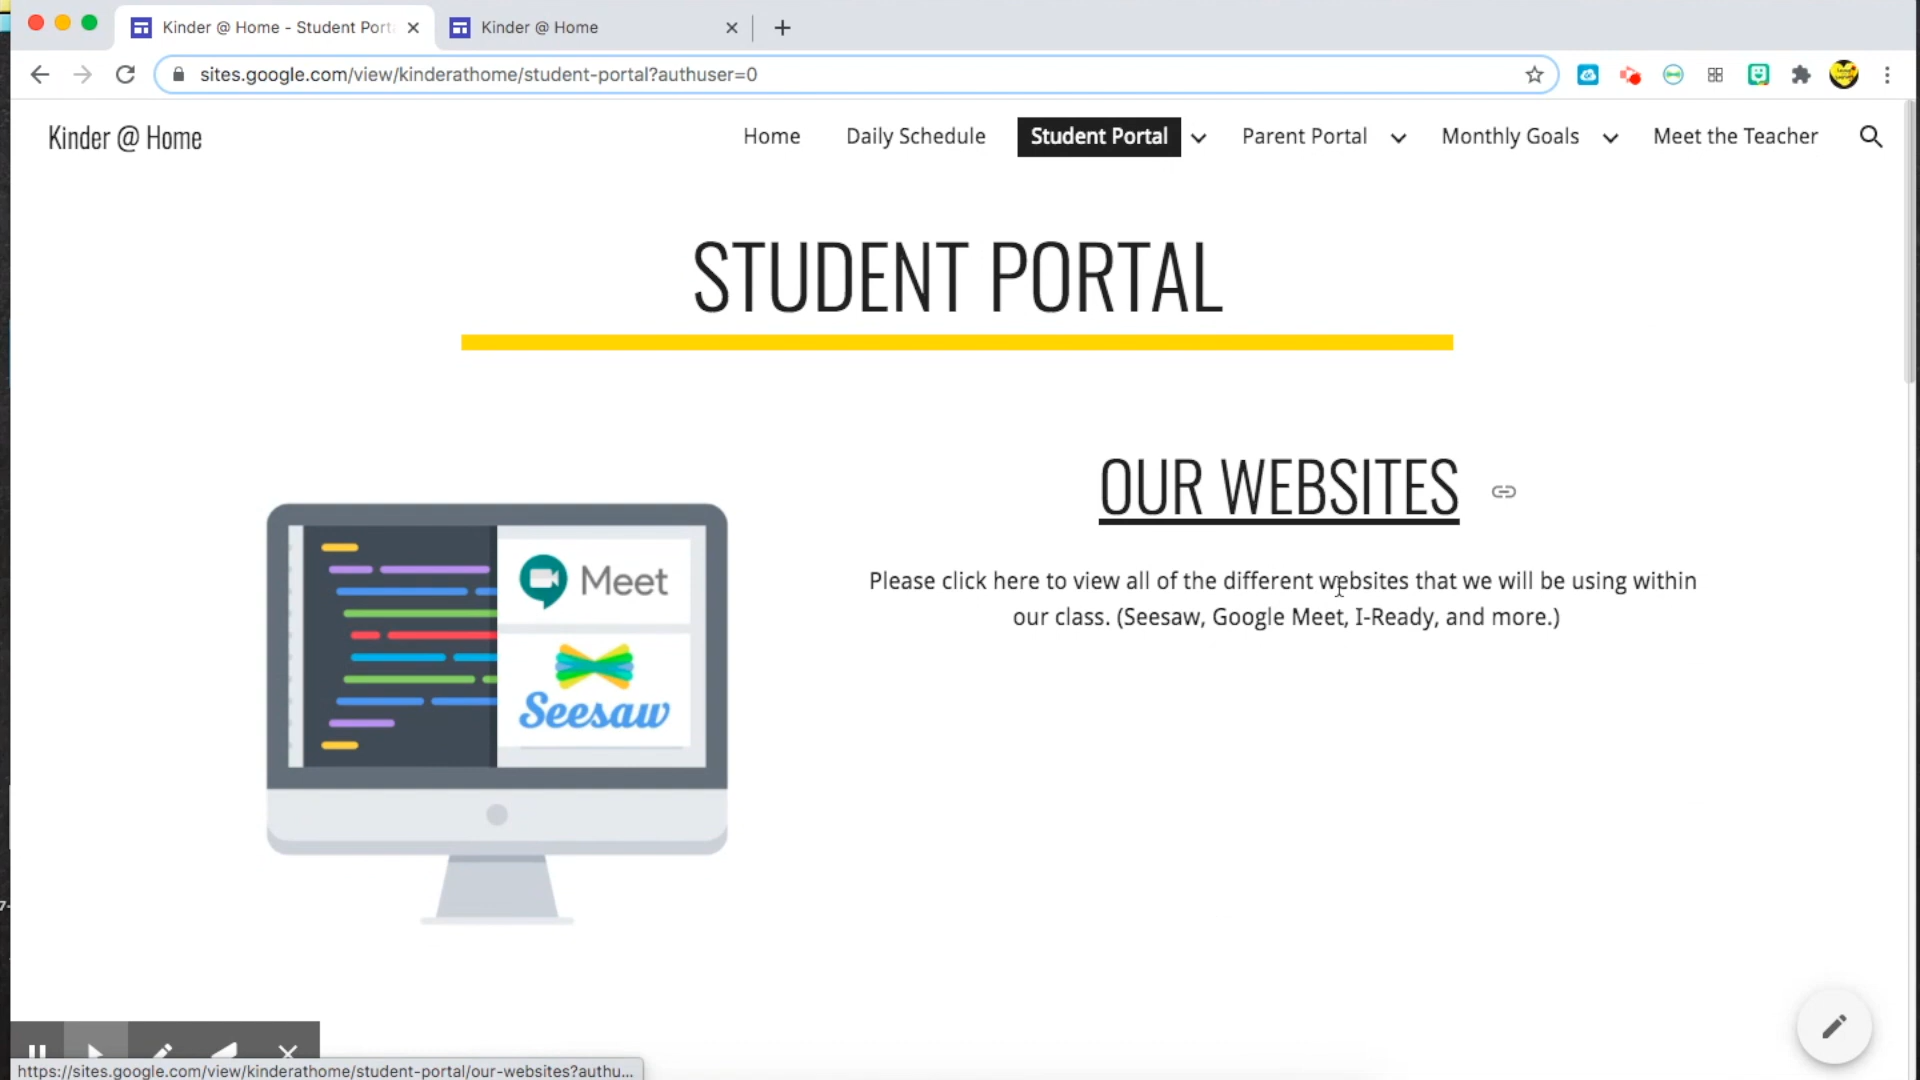 Kinder @ Home - Student Port
Kinder @ Home
sites.google.com/view/kinderathome/student-portal?authuser=0
Kinder @ Home
Home
Daily Schedule
Student Portal
Parent Portal
Monthly Goals
Meet the Teacher
STUDENT PORTAL
OUR WEBSITES
Please click here to view all of the different websites that we will be using within
our class. (Seesaw, Google Meet, I-Ready, and more.)
Meet
Seesaw
https://sites.google.com/view/kinderathome/student-portal/our-websites?authu...